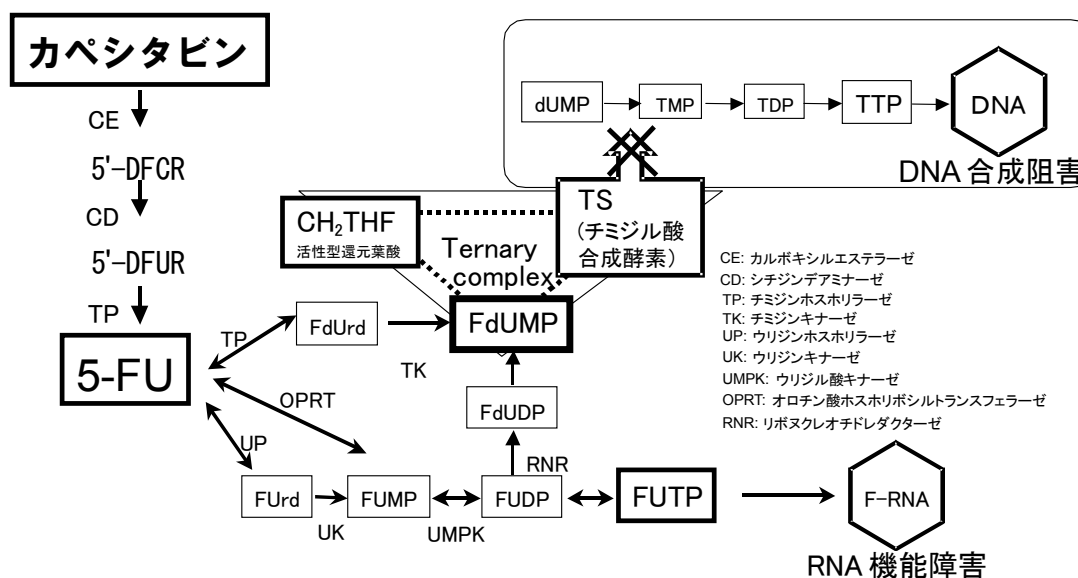 カペシタビン
CE
5'-DFCR
CD
5'-DFUR
TP
5-FU
dUMP
TMP
TDP
TTP
DNA
DNA 合成阻害
CH₂THF
活性型還元葉酸
TS
(チミジル酸
合成酵素)
Ternary
complex
FdUMP
TP
FdUrd
TK
OPRT
UP
FdUDP
RNR
FUrd
UK
FUMP
UMPK
FUDP
FUTP
F-RNA
RNA 機能障害
CE: カルボキシルエステラーゼ
CD: シチジンデアミナーゼ
TP: チミジンホスホリラーゼ
TK: チミジンキナーゼ
UP: ウリジンホスホリラーゼ
UK: ウリジンキナーゼ
UMPK: ウリジル酸キナーゼ
OPRT: オロチン酸ホスホリボシルトランスフェラーゼ
RNR: リボヌクレオチドレダクターゼ